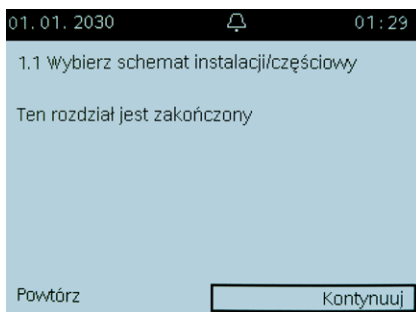 01.01.2030 01:29
1.1 Wybierz schemat instalacji/częściowy
Ten rozdział jest zakończony
Powtórz Kontynuuj